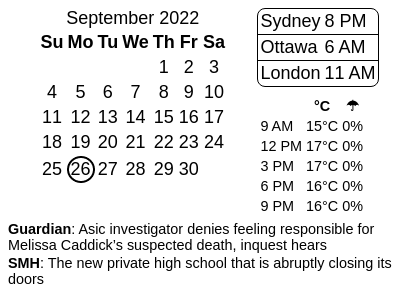 September 2022
Su Mo Tu We Th Fr Sa
1 2 3
4 5 6 7 8 9 10
11 12 13 14 15 16 17
18 19 20 21 22 23 24
25 26 27 28 29 30
Sydney 8 PM
Ottawa 6 AM
London 11 AM
°C ☂
9 AM 15°C 0%
12 PM 17°C 0%
3 PM 17°C 0%
6 PM 16°C 0%
9 PM 16°C 0%
Guardian: Asic investigator denies feeling responsible for
Melissa Caddick’s suspected death, inquest hears
SMH: The new private high school that is abruptly closing its
doors